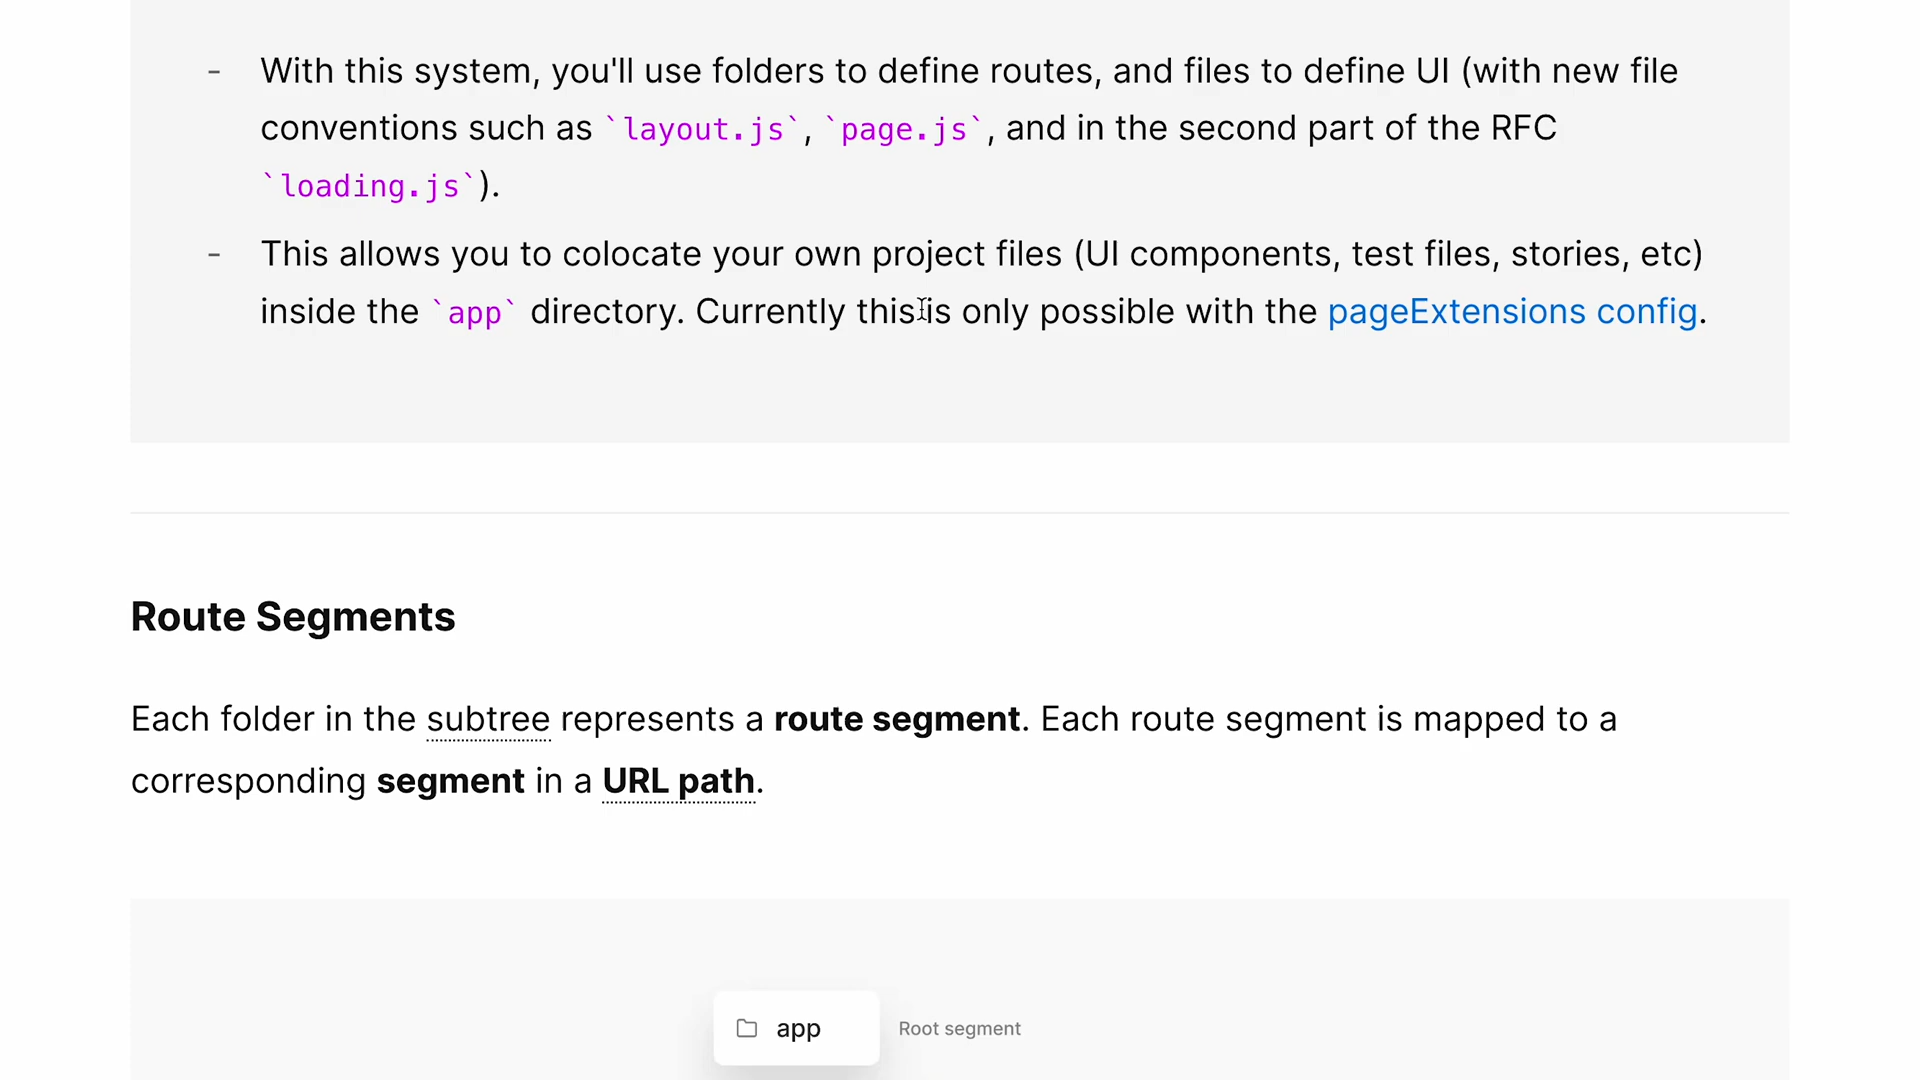 - With this system, you'll use folders to define routes, and files to define UI (with new file
conventions such as `layout.js`, `page.js`, and in the second part of the RFC
`loading.js`).
- This allows you to colocate your own project files (UI components, test files, stories, etc)
inside the `app` directory. Currently this is only possible with the pageExtensions config.
Route Segments
Each folder in the subtree represents a route segment. Each route segment is mapped to a
corresponding segment in a URL path.
app Root segment